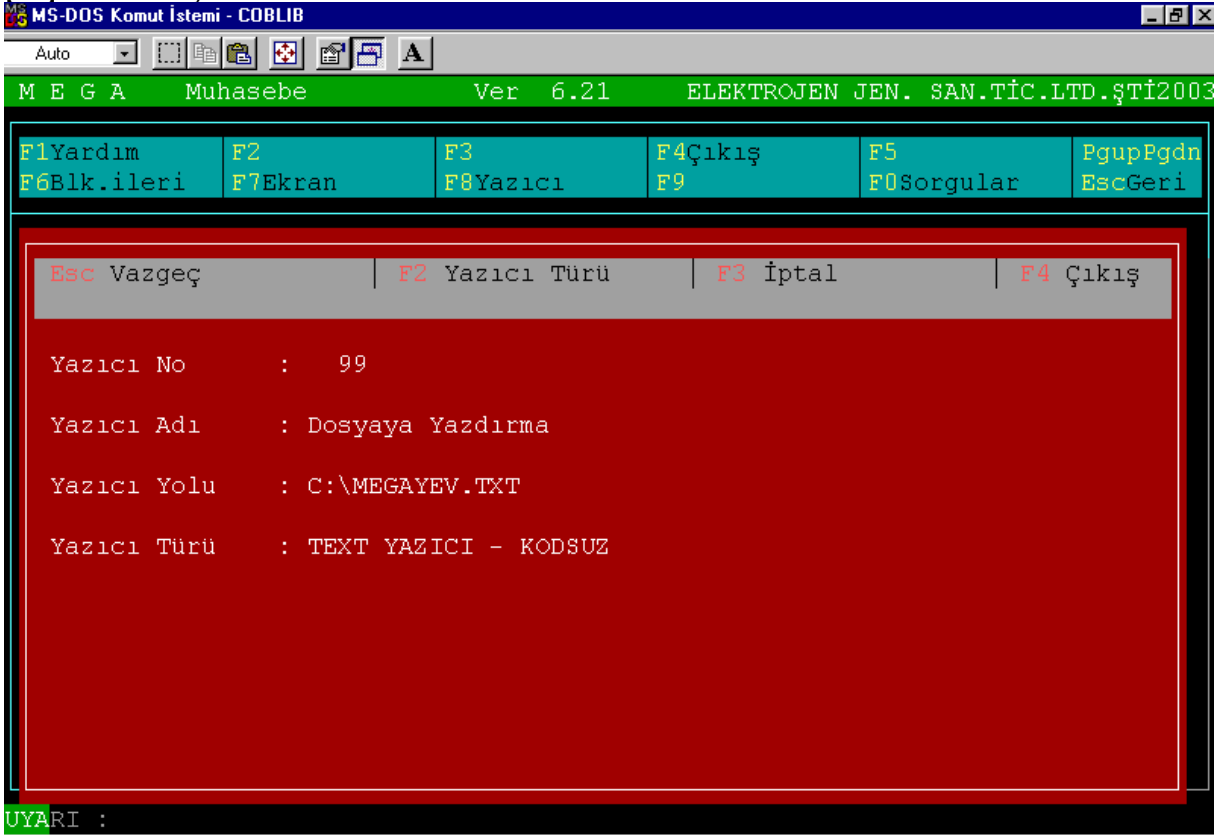 MS-DOS Komut İstemi - COBLIB
Auto A
M E G A Muhasebe Ver 6.21 ELEKTROJEN JEN. SAN.TİC.LTD.ŞTİ2003
F1Yardım F2 F3 F4Çıkış F5 PgupPgdn
F6Blk.ileri F7Ekran F8Yazıcı F9 F0Sorgular EscGeri
Esc Vazgeç F2 Yazıcı Türü F3 İptal F4 Çıkış
Yazıcı No : 99
Yazıcı Adı : Dosyaya Yazdırma
Yazıcı Yolu : C:\MEGAYEV.TXT
Yazıcı Türü : TEXT YAZICI - KODSUZ
UYARI :